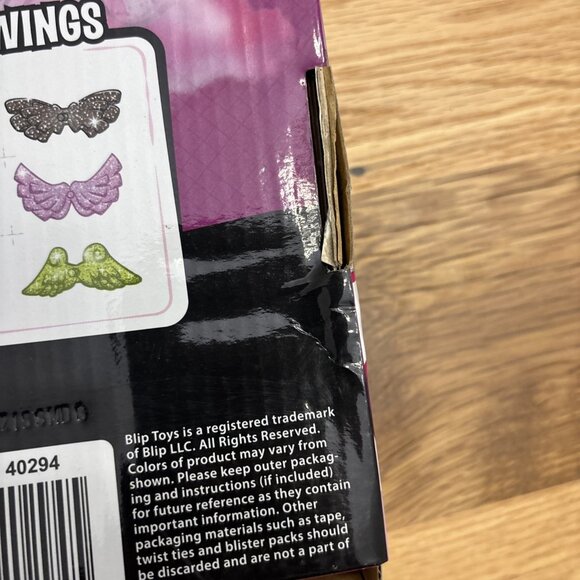 WINGS
40294
Blip Toys is a registered trademark
of Blip LLC. All Rights Reserved.
Colors of product may vary from
shown. Please keep outer packag-
ing and instructions (if included)
for future reference as they contain
important information. Other
packaging materials such as tape,
twist ties and blister packs should
be discarded and are not a part of